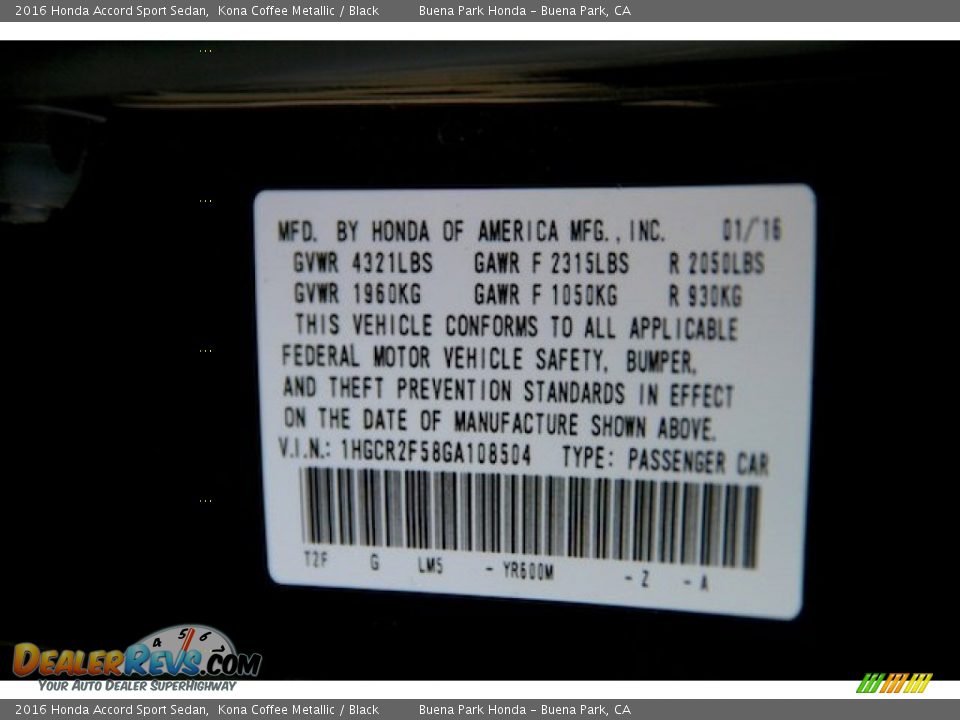 2016 Honda Accord Sport Sedan, Kona Coffee Metallic / Black Buena Park Honda - Buena Park, CA
MFD. BY HONDA OF AMERICA MFG., INC. 01/16
GVWR 4321LBS GAWR F 2315LBS R 2050LBS
GVWR 1960KG GAWR F 1050KG R 930KG
THIS VEHICLE CONFORMS TO ALL APPLICABLE
FEDERAL MOTOR VEHICLE SAFETY, BUMPER,
AND THEFT PREVENTION STANDARDS IN EFFECT
ON THE DATE OF MANUFACTURE SHOWN ABOVE.
V.I.N.: 1HGCR2F58GA108504 TYPE: PASSENGER CAR
T2F G LM5 - YR600M - Z - A
4 5 6
DEALERREVS.COM
YOUR AUTO DEALER SUPERHIGHWAY
2016 Honda Accord Sport Sedan, Kona Coffee Metallic / Black Buena Park Honda - Buena Park, CA